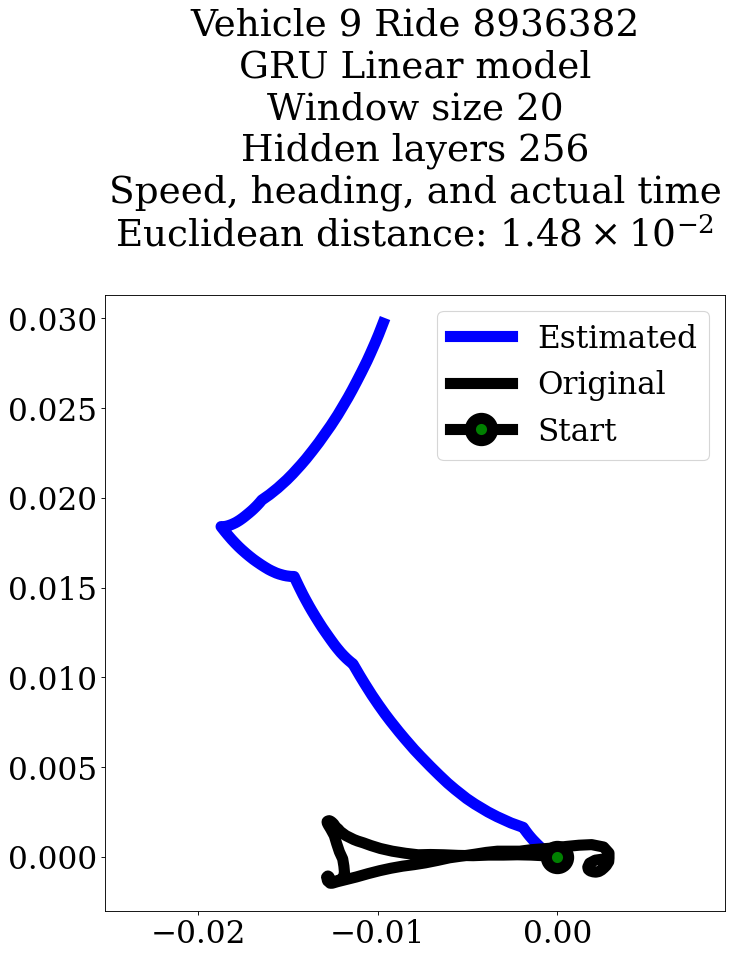 Vehicle 9 Ride 8936382
GRU Linear model
Window size 20
Hidden layers 256
Speed, heading, and actual time
Euclidean distance: 1.48 × 10⁻²
Estimated
Original
Start
0.030
0.025
0.020
0.015
0.010
0.005
0.000
−0.02
−0.01
0.00